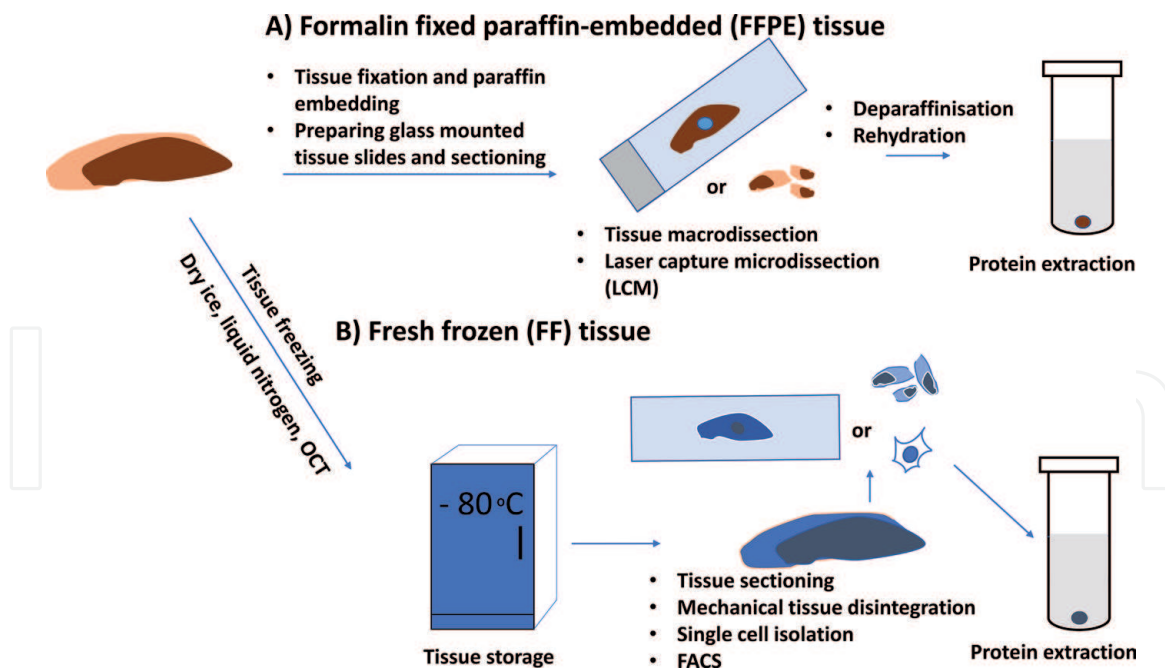 A) Formalin fixed paraffin-embedded (FFPE) tissue
• Tissue fixation and paraffin
embedding
• Preparing glass mounted
tissue slides and sectioning
or
• Tissue macrodissection
• Laser capture microdissection
(LCM)
• Deparaffinisation
• Rehydration
Protein extraction
Tissue freezing
Dry ice, liquid nitrogen, OCT
B) Fresh frozen (FF) tissue
- 80 °C
Tissue storage
or
• Tissue sectioning
• Mechanical tissue disintegration
• Single cell isolation
• FACS
Protein extraction